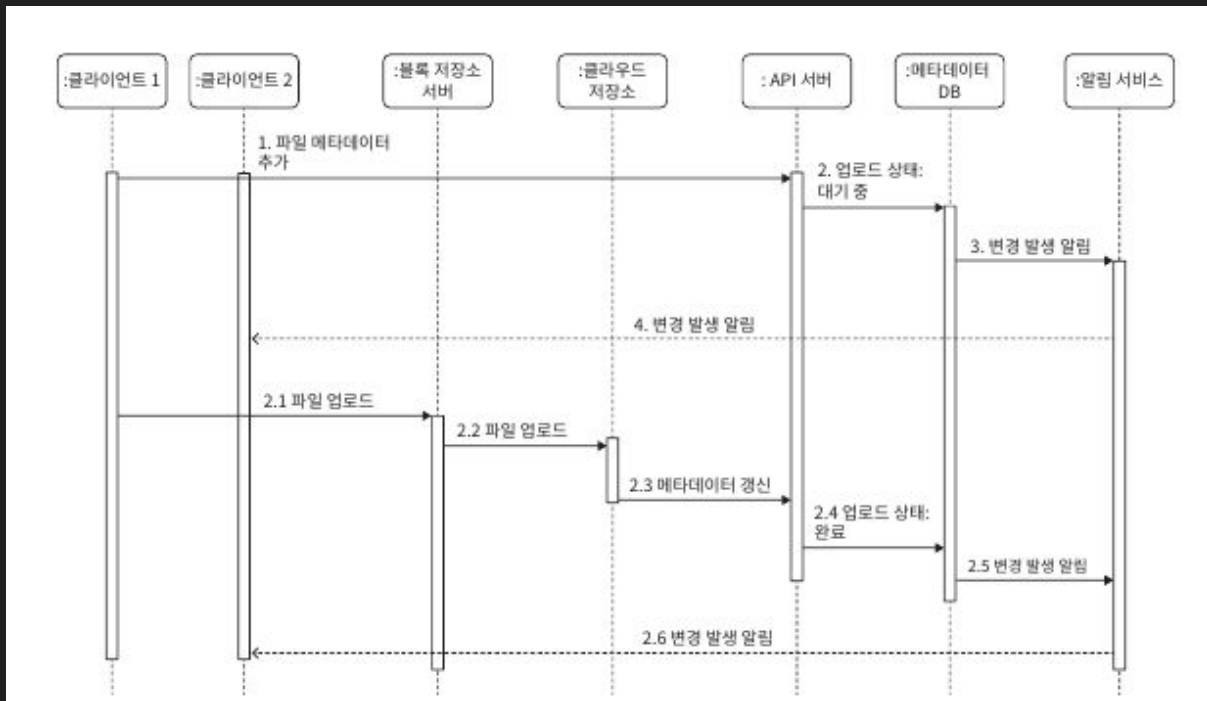 :클라이언트 1
:클라이언트 2
:블록 저장소
서버
:클라우드
저장소
: API 서버
:메타데이터
DB
:알림 서비스
1. 파일 메타데이터
추가
2. 업로드 상태:
대기 중
3. 변경 발생 알림
4. 변경 발생 알림
2.1 파일 업로드
2.2 파일 업로드
2.3 메타데이터 갱신
2.4 업로드 상태:
완료
2.5 변경 발생 알림
2.6 변경 발생 알림